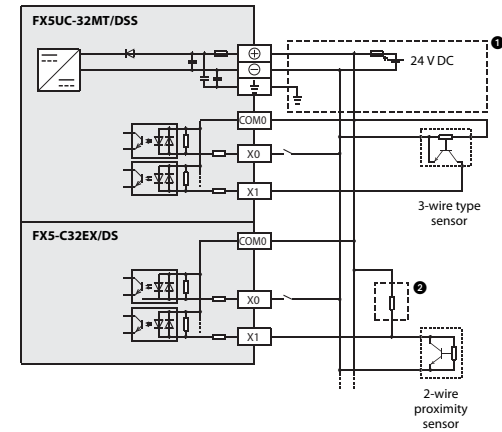 FX5UC-32MT/DSS
❶
24 V DC
COM0
X0
X1
3-wire type
sensor
FX5-C32EX/DS
COM0
❷
X0
X1
2-wire
proximity
sensor